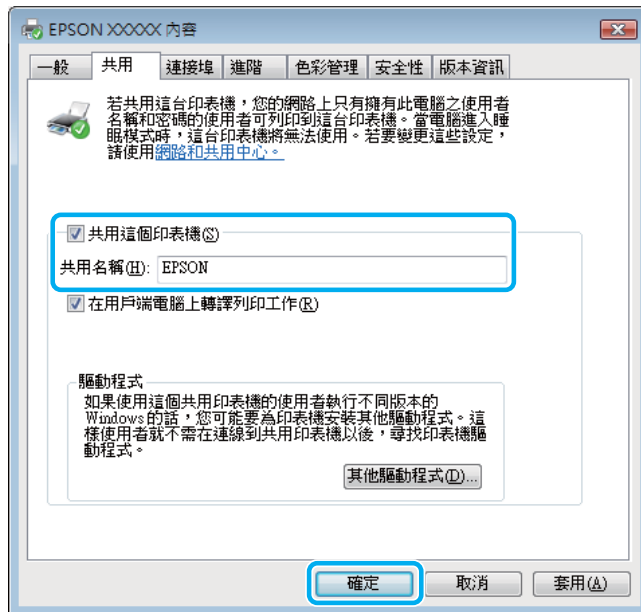 EPSON XXXXX 內容
一般 共用 連接埠 進階 色彩管理 安全性 版本資訊
若共用這台印表機，您的網路上只有擁有此電腦之使用者
名稱和密碼的使用者可列印到這台印表機。當電腦進入睡
眠模式時，這台印表機將無法使用。若要變更這些設定，
請使用網路和共用中心。
共用這個印表機(S)
共用名稱(H): EPSON
在用戶端電腦上轉譯列印工作(R)
驅動程式
如果使用這個共用印表機的使用者執行不同版本的
Windows 的話，您可能要為印表機安裝其他驅動程式。這
樣使用者就不需在連線到共用印表機以後，尋找印表機驅
動程式。
其他驅動程式(D)...
確定 取消 套用(A)